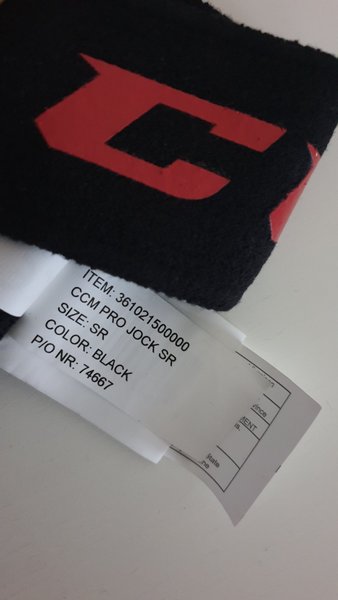 C
ITEM: 361021500000
CCM PRO JOCK SR
SIZE: SR
COLOR: BLACK
P/O NR: 74667